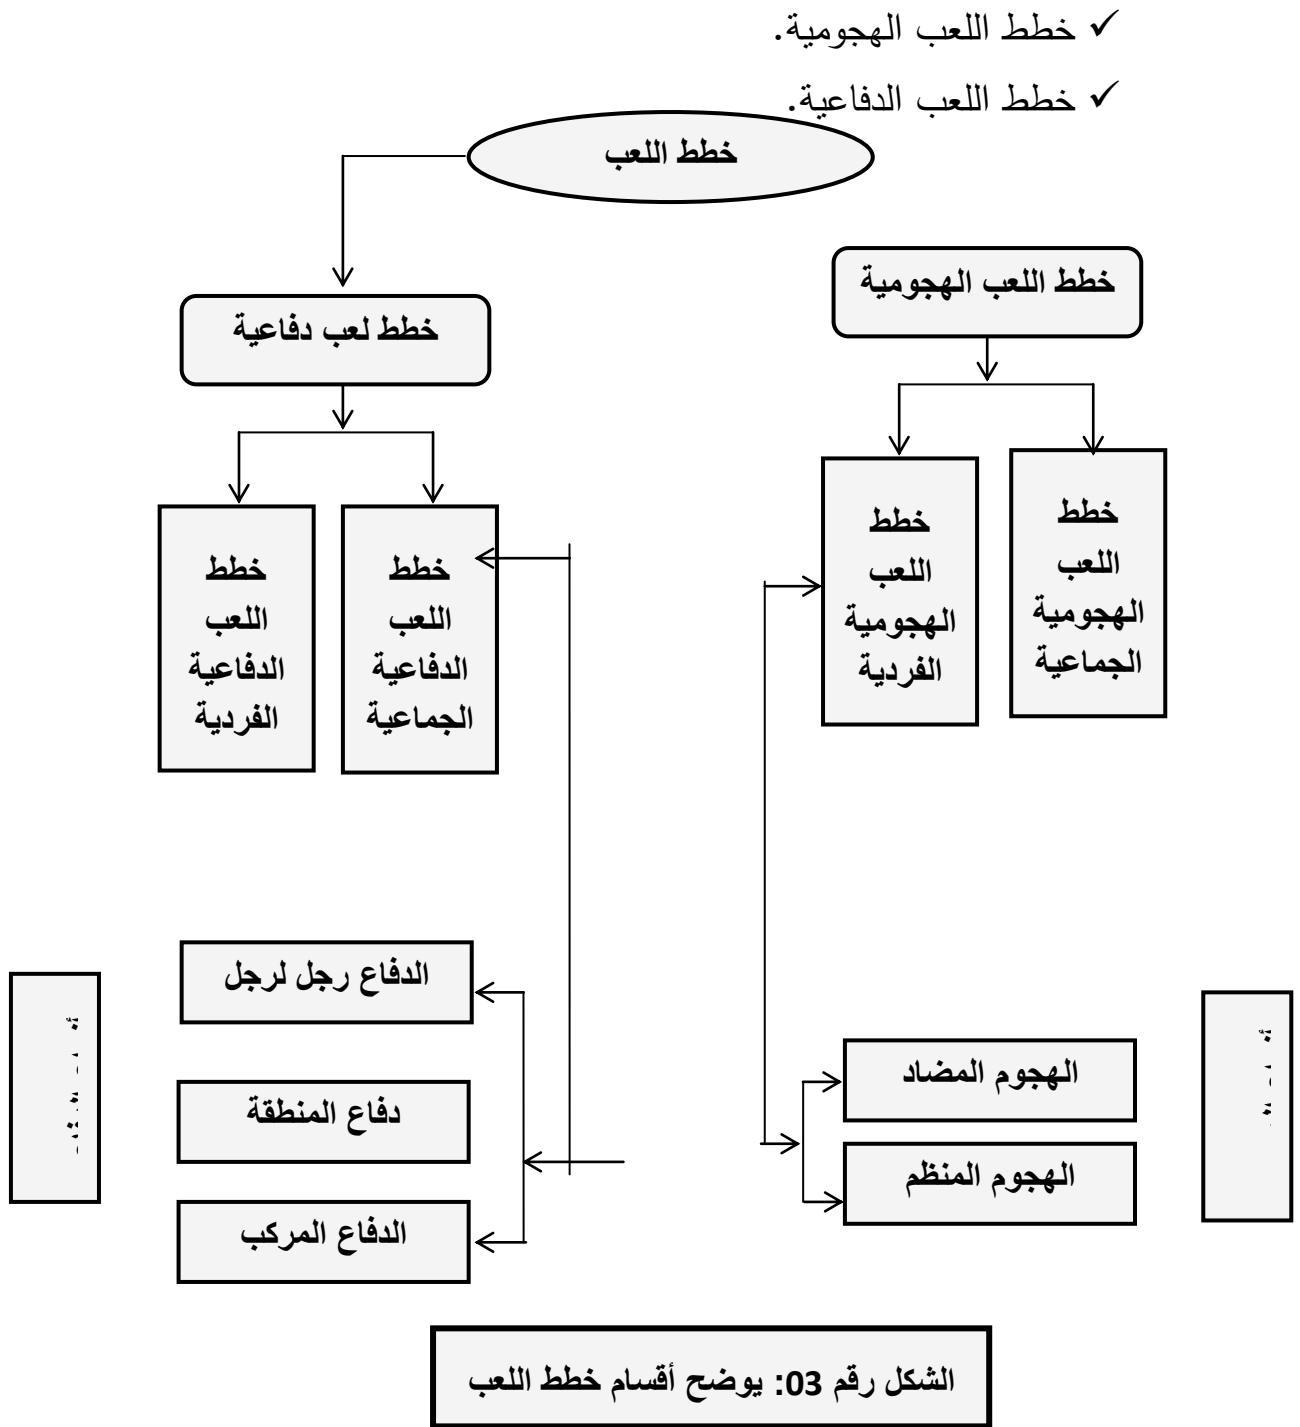 ✓ خطط اللعب الهجومية.
✓ خطط اللعب الدفاعية.
خطط اللعب
خطط اللعب الهجومية
خطط لعب دفاعية
خطط
اللعب
الهجومية
الجماعية
خطط
اللعب
الهجومية
الفردية
خطط
اللعب
الدفاعية
الجماعية
خطط
اللعب
الدفاعية
الفردية
الدفاع رجل لرجل
دفاع المنطقة
الدفاع المركب
الهجوم المضاد
الهجوم المنظم
الشكل رقم 03: يوضح أقسام خطط اللعب